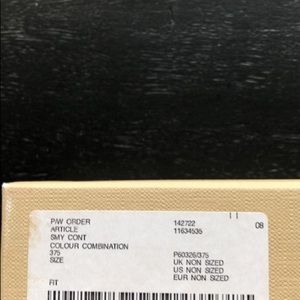 P/W ORDER 142722 08
ARTICLE 11634535
SMY CONT
COLOUR COMBINATION
375 P60326/375
SIZE UK NON SIZED
US NON SIZED
FIT EUR NON SIZED